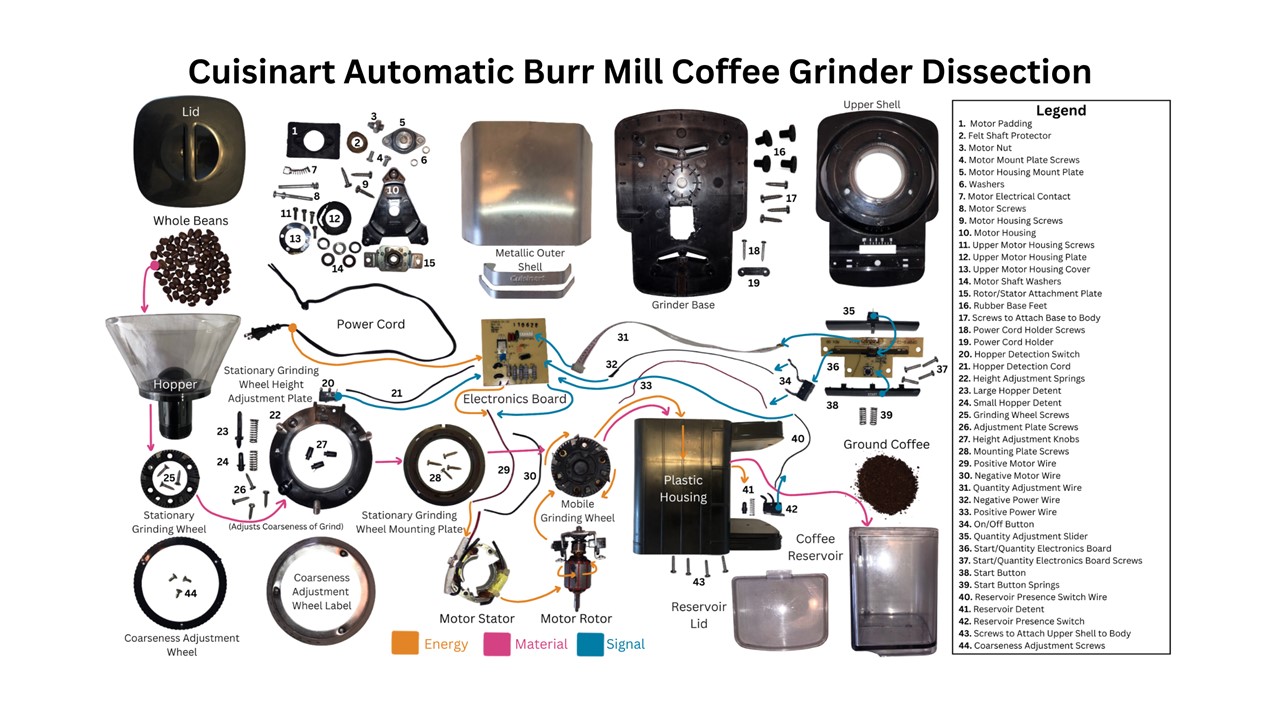 Cuisinart Automatic Burr Mill Coffee Grinder Dissection
Lid
Whole Beans
Hopper
Stationary
Grinding Wheel
Coarseness Adjustment
Wheel
1
2
3
4
5
6
7
8
9
10
11
12
13
14
15
Power Cord
Stationary Grinding
Wheel Height
Adjustment Plate
20
21
22
23
24
25
26
27
(Adjusts Coarseness of Grind)
28
Stationary Grinding
Wheel Mounting Plate
44
Coarseness
Adjustment
Wheel Label
Metallic Outer
Shell
Cuisinart
Electronics Board
29
30
Mobile
Grinding Wheel
Motor Stator
Motor Rotor
Energy
Material
Signal
Grinder Base
16
17
18
19
Upper Shell
31
32
33
34
35
36
37
38
39
40
41
42
43
Plastic
Housing
Ground Coffee
Coffee
Reservoir
Reservoir
Lid
Legend
1. Motor Padding
2. Felt Shaft Protector
3. Motor Nut
4. Motor Mount Plate Screws
5. Motor Housing Mount Plate
6. Washers
7. Motor Electrical Contact
8. Motor Screws
9. Motor Housing Screws
10. Motor Housing
11. Upper Motor Housing Screws
12. Upper Motor Housing Plate
13. Upper Motor Housing Cover
14. Motor Shaft Washers
15. Rotor/Stator Attachment Plate
16. Rubber Base Feet
17. Screws to Attach Base to Body
18. Power Cord Holder Screws
19. Power Cord Holder
20. Hopper Detection Switch
21. Hopper Detection Cord
22. Height Adjustment Springs
23. Large Hopper Detent
24. Small Hopper Detent
25. Grinding Wheel Screws
26. Adjustment Plate Screws
27. Height Adjustment Knobs
28. Mounting Plate Screws
29. Positive Motor Wire
30. Negative Motor Wire
31. Quantity Adjustment Wire
32. Negative Power Wire
33. Positive Power Wire
34. On/Off Button
35. Quantity Adjustment Slider
36. Start/Quantity Electronics Board
37. Start/Quantity Electronics Board Screws
38. Start Button
39. Start Button Springs
40. Reservoir Presence Switch Wire
41. Reservoir Detent
42. Reservoir Presence Switch
43. Screws to Attach Upper Shell to Body
44. Coarseness Adjustment Screws